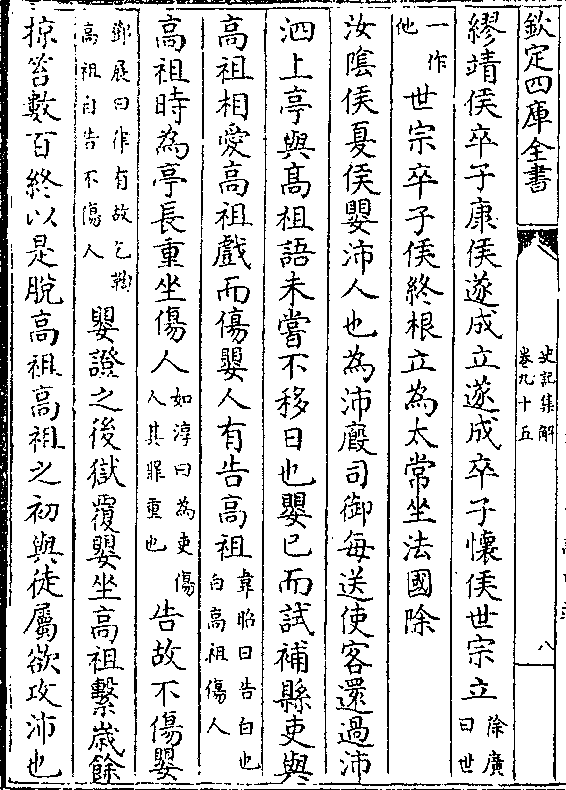 欽定四庫全書
史記集解
卷九十五
八
繆靖侯卒子康侯遂成立遂成卒子懷侯世宗立徐廣曰世
一作他世宗卒子侯終根立為太常坐法國除
汝陰侯夏侯嬰沛人也為沛廄司御每送使客還過沛
泗上亭與高祖語未嘗不移日也嬰已而試補縣吏與
高祖相愛高祖戲而傷嬰人有告高祖韋昭曰告白也白高祖傷人
高祖時為亭長重坐傷人如淳曰為吏傷人其罪重也告故不傷嬰
鄧展曰作有故乞鞫高祖自告不傷人嬰證之後獄覆嬰坐高祖繫歲餘
掠笞數百終以是脫高祖高祖之初與徒屬欲攻沛也